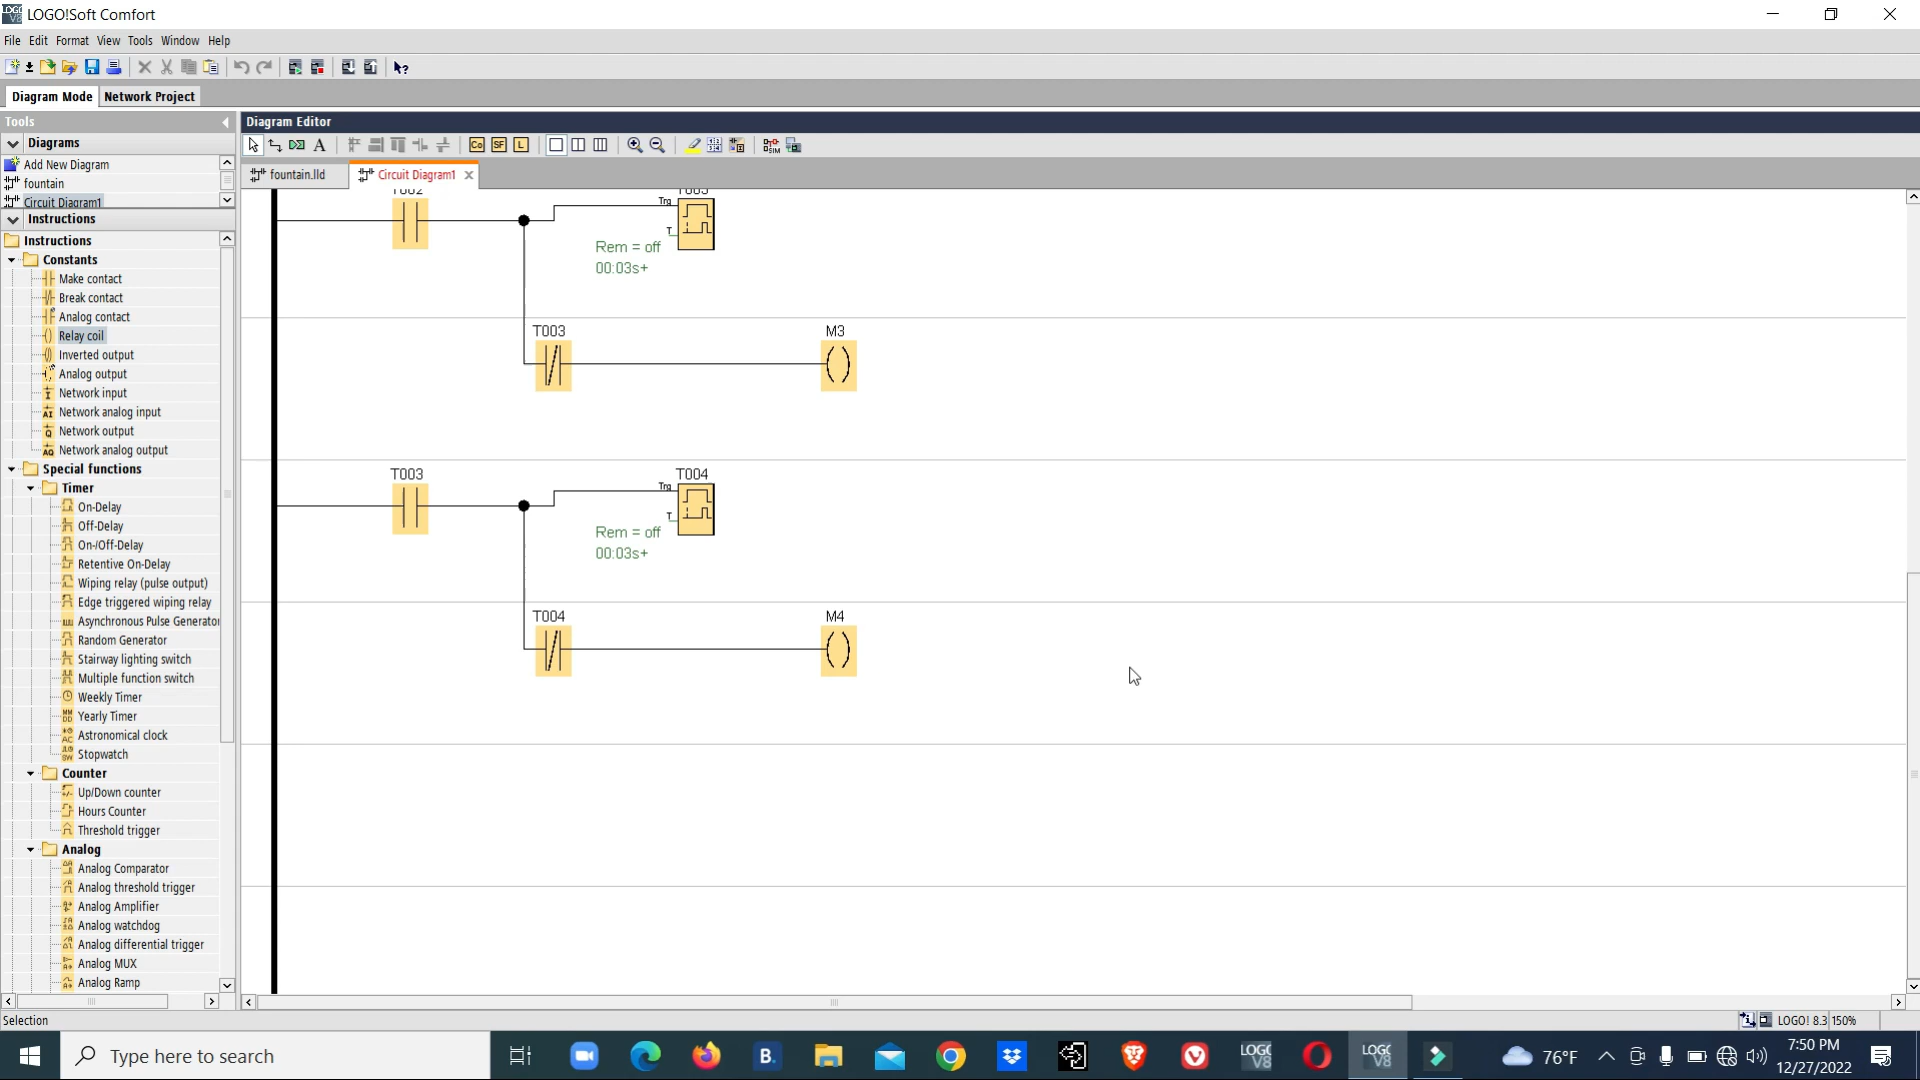 LOGO!Soft Comfort
File Edit Format View Tools Window Help
Diagram Mode Network Project
Tools
Diagram Editor
Diagrams
Add New Diagram
fountain
Circuit Diagram1
fountain.lld
Circuit Diagram1
Instructions
Instructions
Constants
Make contact
Break contact
Analog contact
Relay coil
Inverted output
Analog output
Network input
Network analog input
Network output
Network analog output
Special functions
Timer
On-Delay
Off-Delay
On-/Off-Delay
Retentive On-Delay
Wiping relay (pulse output)
Edge triggered wiping relay
Asynchronous Pulse Generator
Random Generator
Stairway lighting switch
Multiple function switch
Weekly Timer
Yearly Timer
Astronomical clock
Stopwatch
Counter
Up/Down counter
Hours Counter
Threshold trigger
Analog
Analog Comparator
Analog threshold trigger
Analog Amplifier
Analog watchdog
Analog differential trigger
Analog MUX
Analog Ramp
T002
T003
Trg
T
Rem = off
00:03s+
T003
M3
T003
T004
Trg
T
Rem = off
00:03s+
T004
M4
Selection
LOGO! 8.3 150%
Type here to search
76°F
7:50 PM
12/27/2022